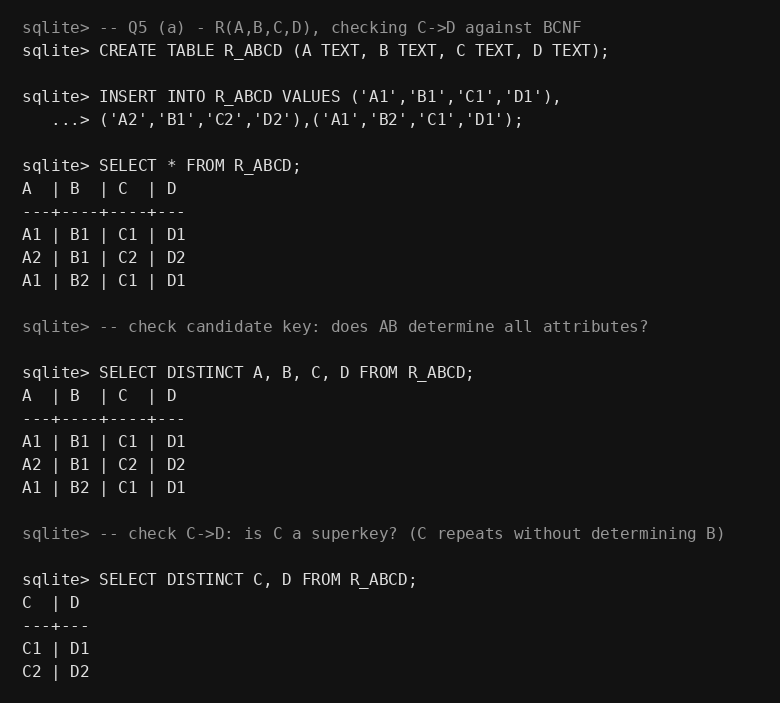 sqlite> -- Q5 (a) - R(A,B,C,D), checking C->D against BCNF
sqlite> CREATE TABLE R_ABCD (A TEXT, B TEXT, C TEXT, D TEXT);
sqlite> INSERT INTO R_ABCD VALUES ('A1','B1','C1','D1'),
   ...> ('A2','B1','C2','D2'),('A1','B2','C1','D1');
sqlite> SELECT * FROM R_ABCD;
A  | B  | C  | D
---+----+----+---
A1 | B1 | C1 | D1
A2 | B1 | C2 | D2
A1 | B2 | C1 | D1
sqlite> -- check candidate key: does AB determine all attributes?
sqlite> SELECT DISTINCT A, B, C, D FROM R_ABCD;
A  | B  | C  | D
---+----+----+---
A1 | B1 | C1 | D1
A2 | B1 | C2 | D2
A1 | B2 | C1 | D1
sqlite> -- check C->D: is C a superkey? (C repeats without determining B)
sqlite> SELECT DISTINCT C, D FROM R_ABCD;
C  | D
---+---
C1 | D1
C2 | D2